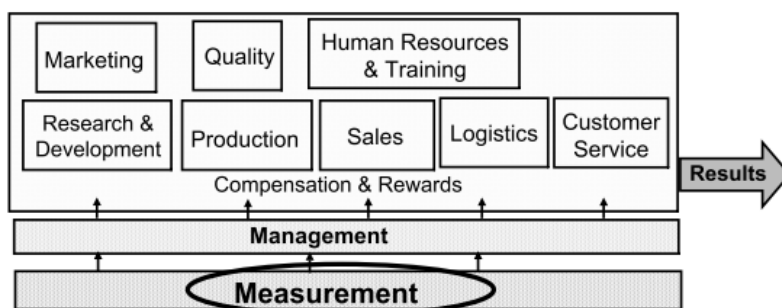 Marketing
Quality
Human Resources
& Training
Research &
Development
Production
Sales
Logistics
Customer
Service
Compensation & Rewards
Results
Management
Measurement